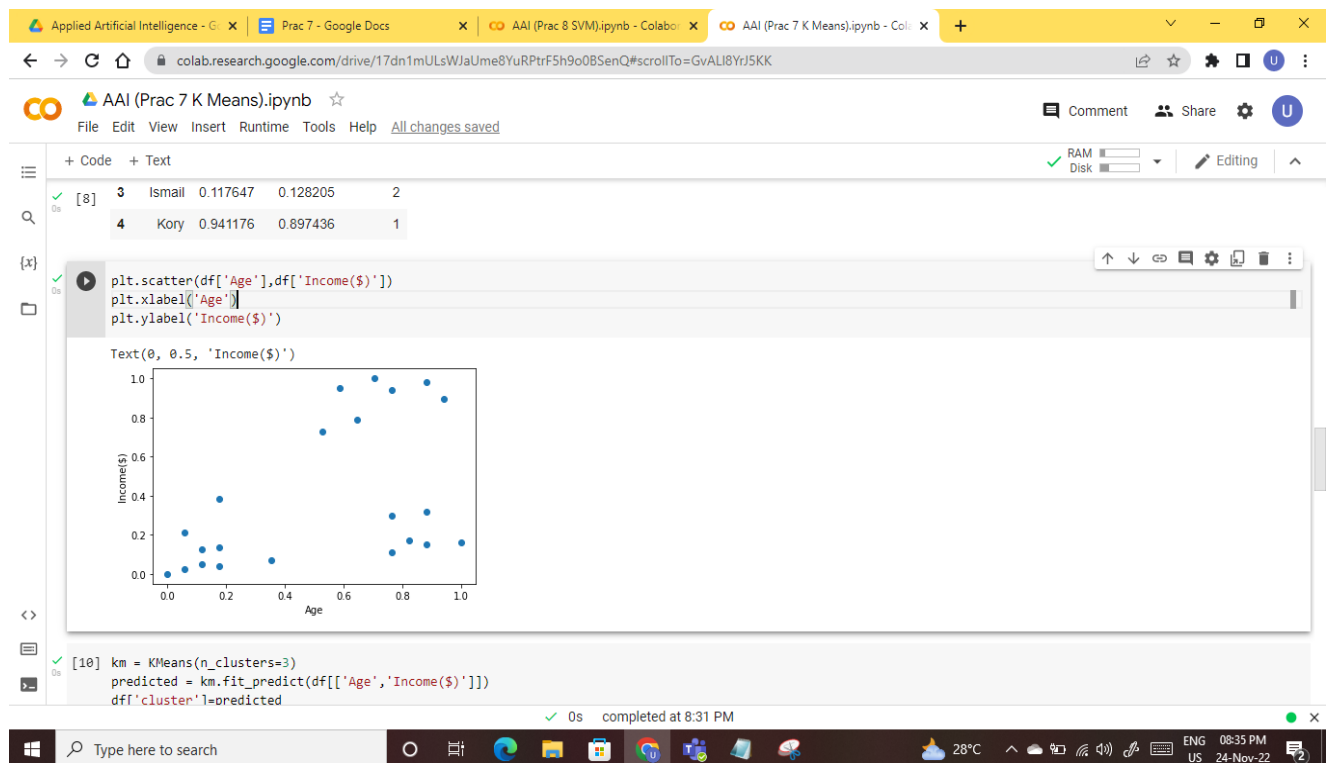 Applied Artificial Intelligence - Go
Prac 7 - Google Docs
AAI (Prac 8 SVM).ipynb - Colabor
AAI (Prac 7 K Means).ipynb - Cola
colab.research.google.com/drive/17dn1mULsWJaUme8YuRPtrF5h9o0BSenQ#scrollTo=GvALI8YrJ5KK
U
CO
AAI (Prac 7 K Means).ipynb
Comment
Share
U
File Edit View Insert Runtime Tools Help All changes saved
+ Code + Text
RAM
Disk
Editing
[8]
0s
3 Ismail 0.117647 0.128205 2
4 Kory 0.941176 0.897436 1
{x}
0s
plt.scatter(df['Age'],df['Income($)'])
plt.xlabel('Age')
plt.ylabel('Income($)')
Text(0, 0.5, 'Income($)')
1.0
0.8
0.6
0.4
0.2
0.0
Income($)
0.0 0.2 0.4 0.6 0.8 1.0
Age
[10] km = KMeans(n_clusters=3)
0s
predicted = km.fit_predict(df[['Age','Income($)']])
df['cluster']=predicted
0s completed at 8:31 PM
Type here to search
28°C
ENG
US
08:35 PM
24-Nov-22
2